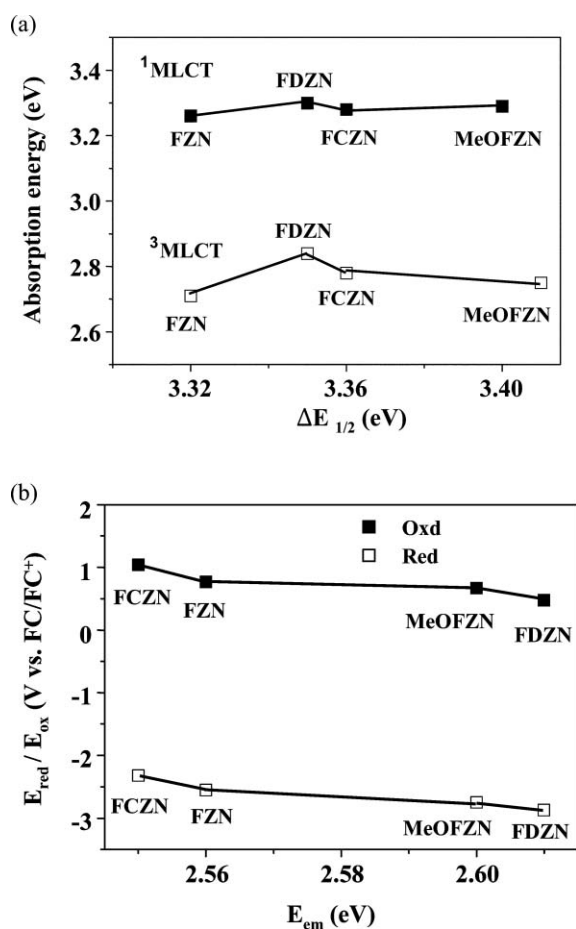 (a)
Absorption energy (eV)
3.4
3.2
3.0
2.8
2.6
¹MLCT
FDZN
FZN
FCZN
MeOFZN
³MLCT
FDZN
FZN
FCZN
MeOFZN
3.32
3.36
3.40
ΔE 1/2 (eV)
(b)
E_red / E_ox (V vs. FC/FC⁺)
2
1
0
-1
-2
-3
Oxd
Red
FCZN
FZN
MeOFZN
FDZN
FCZN
FZN
MeOFZN
FDZN
2.56
2.58
2.60
E_em (eV)